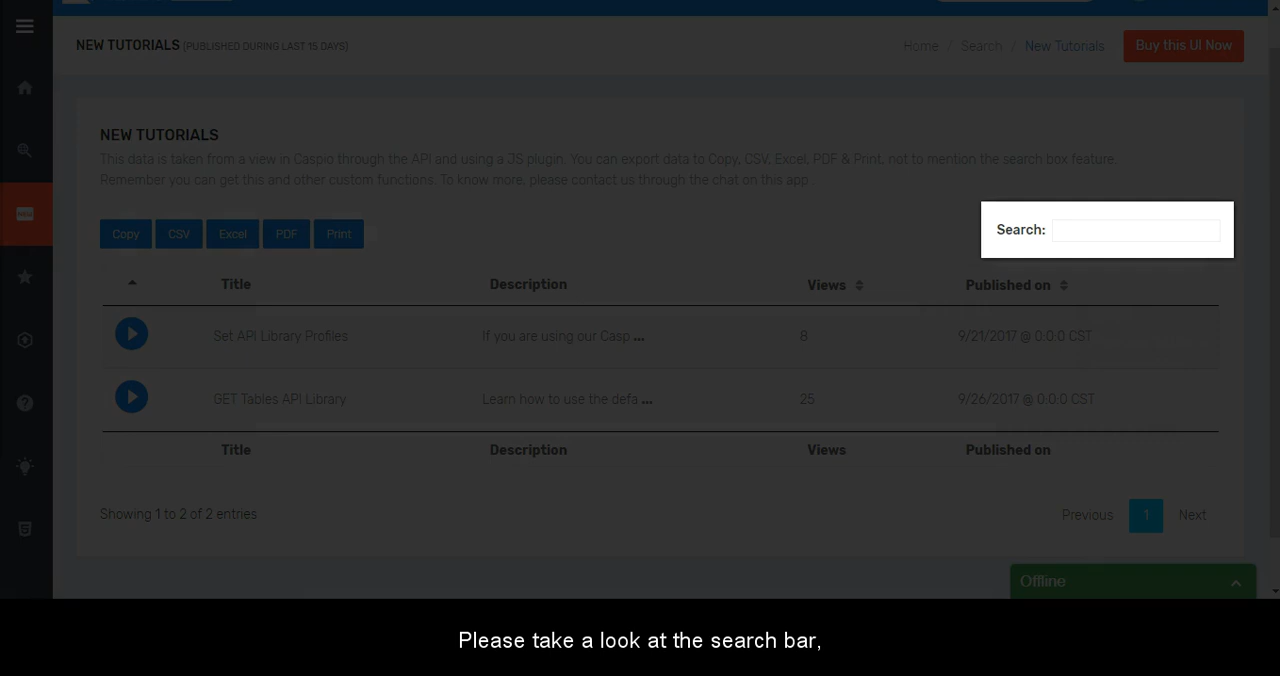 NEW TUTORIALS (PUBLISHED DURING LAST 15 DAYS)
Home / Search / New Tutorials
Buy this UI Now
NEW TUTORIALS
This data is taken from a view in Caspio through the API and using a JS plugin. You can export data to Copy, CSV, Excel, PDF & Print, not to mention the search box feature.
Remember you can get this and other custom functions. To know more, please contact us through the chat on this app
Copy CSV Excel PDF Print
Search:
Title Description Views Published on
Set API Library Profiles If you are using our Casp ... 8 9/21/2017 @ 0:0:0 CST
GET Tables API Library Learn how to use the defa ... 25 9/26/2017 @ 0:0:0 CST
Title Description Views Published on
Showing 1 to 2 of 2 entries
Previous 1 Next
Offline
Please take a look at the search bar,